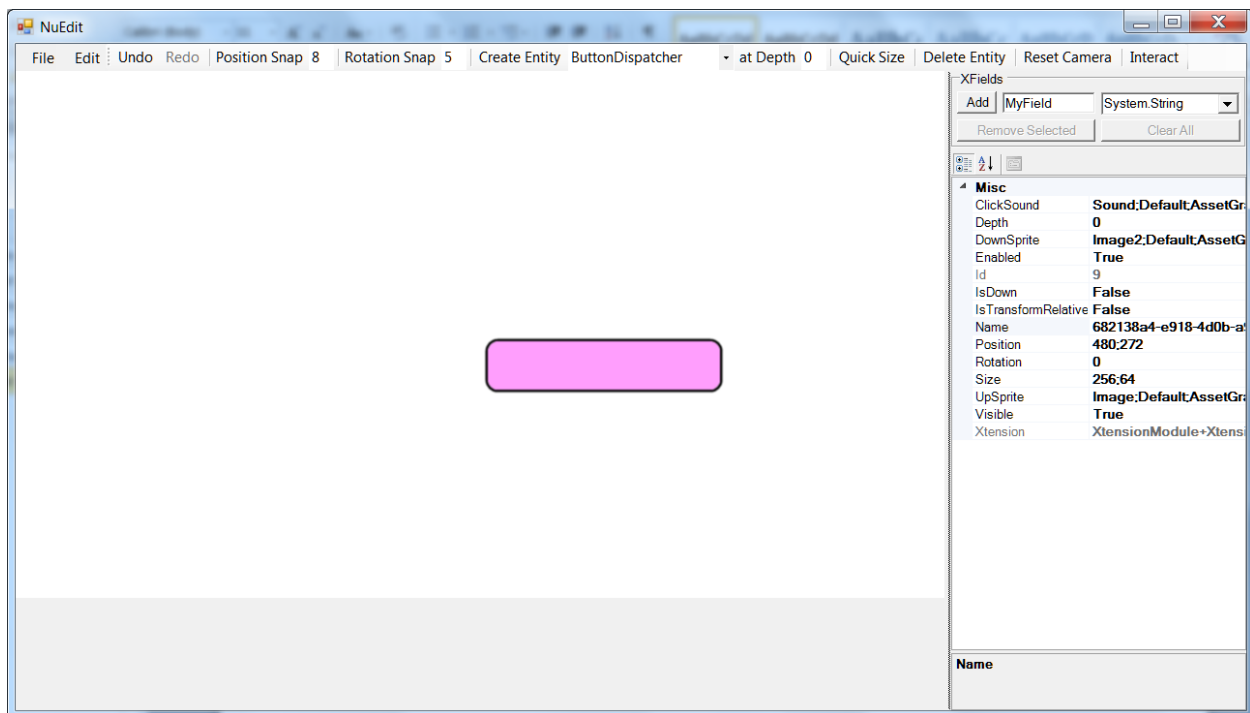 NuEdit
File Edit Undo Redo Position Snap 8 Rotation Snap 5 Create Entity ButtonDispatcher at Depth 0 Quick Size Delete Entity Reset Camera Interact
XFields
Add MyField System.String
Remove Selected Clear All
Misc
ClickSound Sound;Default;AssetGr
Depth 0
DownSprite Image2;Default;AssetG
Enabled True
Id 9
IsDown False
IsTransformRelative False
Name 682138a4-e918-4d0b-a
Position 480;272
Rotation 0
Size 256;64
UpSprite Image;Default;AssetGr
Visible True
Xtension XtensionModule+Xtens
Name